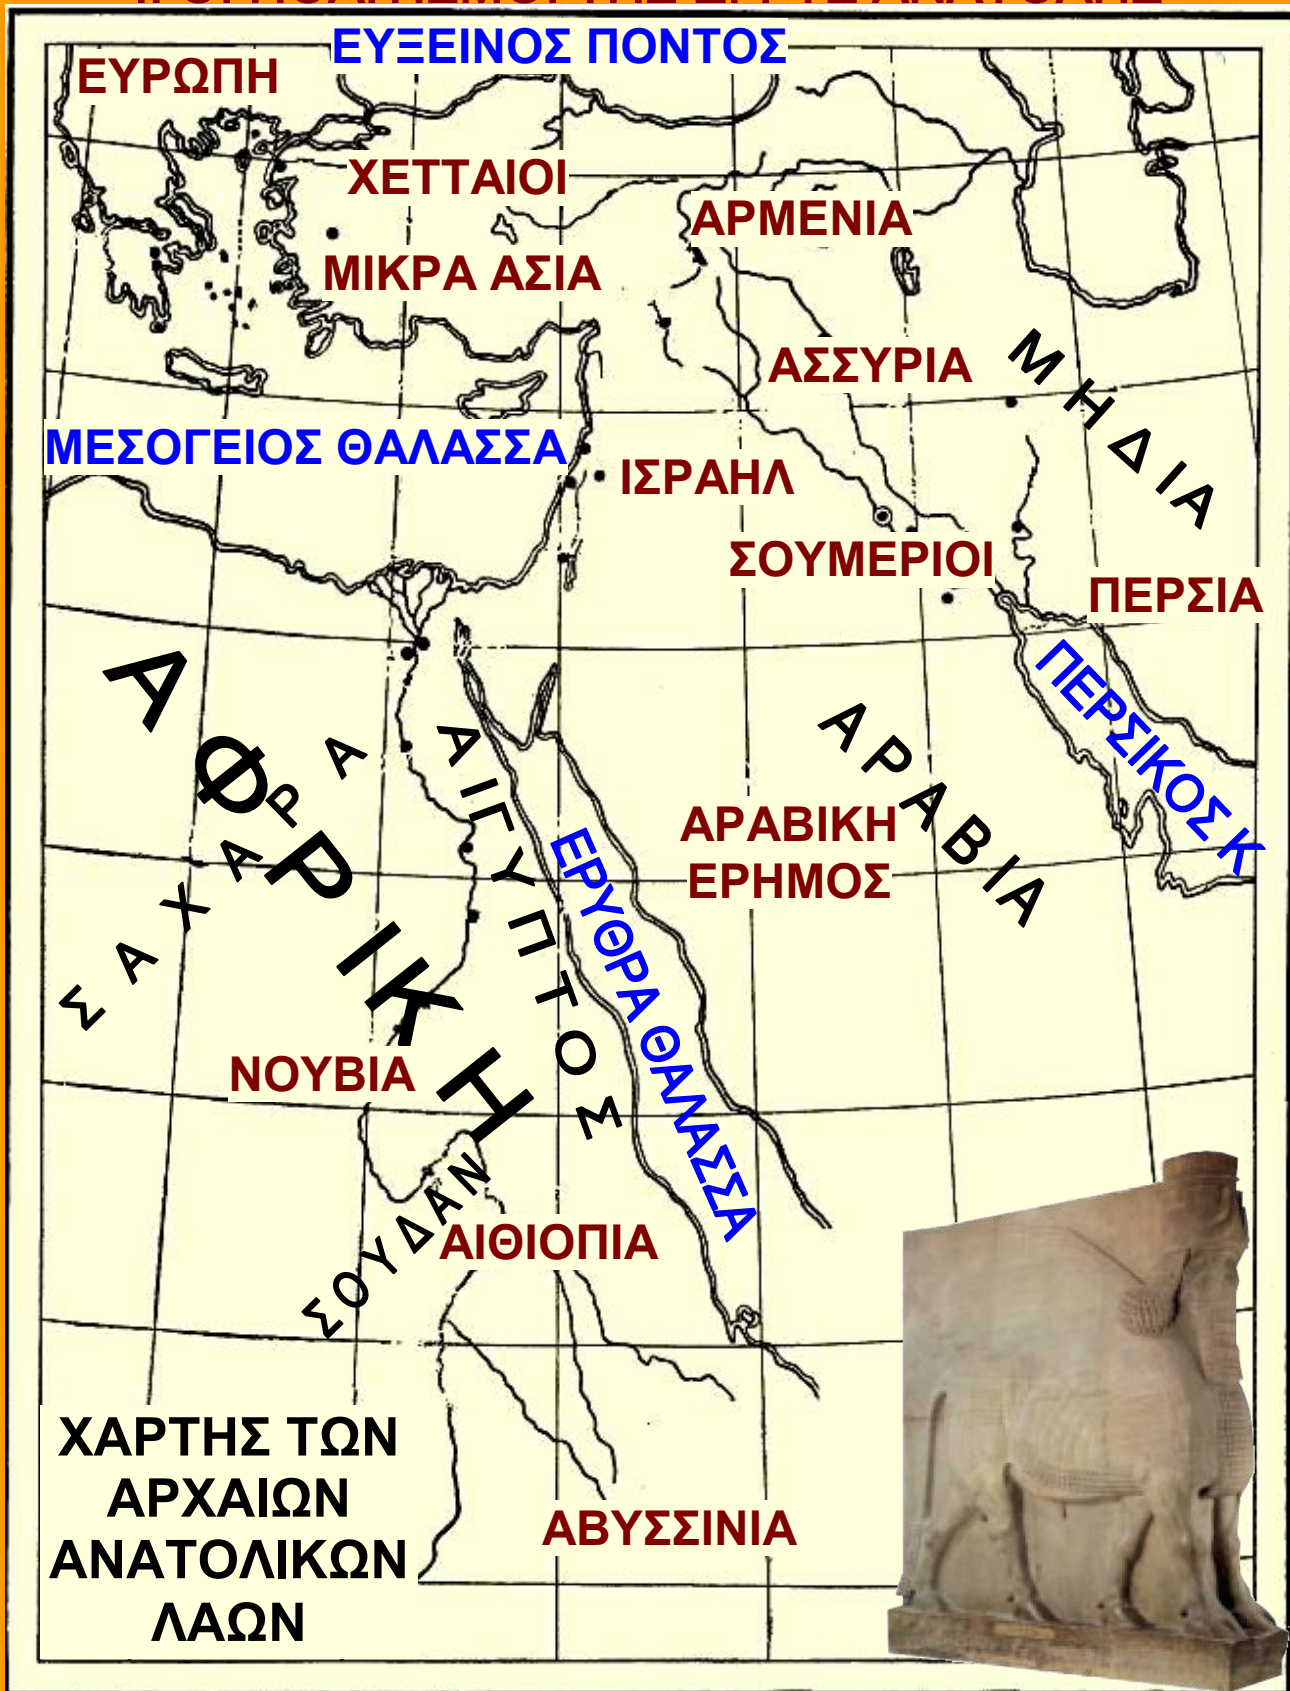 ΕΥΞΕΙΝΟΣ ΠΟΝΤΟΣ
ΕΥΡΩΠΗ
ΧΕΤΤΑΙΟΙ
ΑΡΜΕΝΙΑ
ΜΙΚΡΑ ΑΣΙΑ
ΑΣΣΥΡΙΑ
ΜΗΔΙΑ
ΜΕΣΟΓΕΙΟΣ ΘΑΛΑΣΣΑ
ΙΣΡΑΗΛ
ΣΟΥΜΕΡΙΟΙ
ΠΕΡΣΙΑ
ΠΕΡΣΙΚΟΣ Κ
ΑΦΡΙΚΗ
ΣΑΧΑΡΑ
ΑΙΓΥΠΤΟΣ
ΕΡΥΘΡΑ ΘΑΛΑΣΣΑ
ΑΡΑΒΙΑ
ΑΡΑΒΙΚΗ
ΕΡΗΜΟΣ
ΝΟΥΒΙΑ
ΣΟΥΔΑΝ
ΑΙΘΙΟΠΙΑ
ΑΒΥΣΣΙΝΙΑ
ΧΑΡΤΗΣ ΤΩΝ
ΑΡΧΑΙΩΝ
ΑΝΑΤΟΛΙΚΩΝ
ΛΑΩΝ